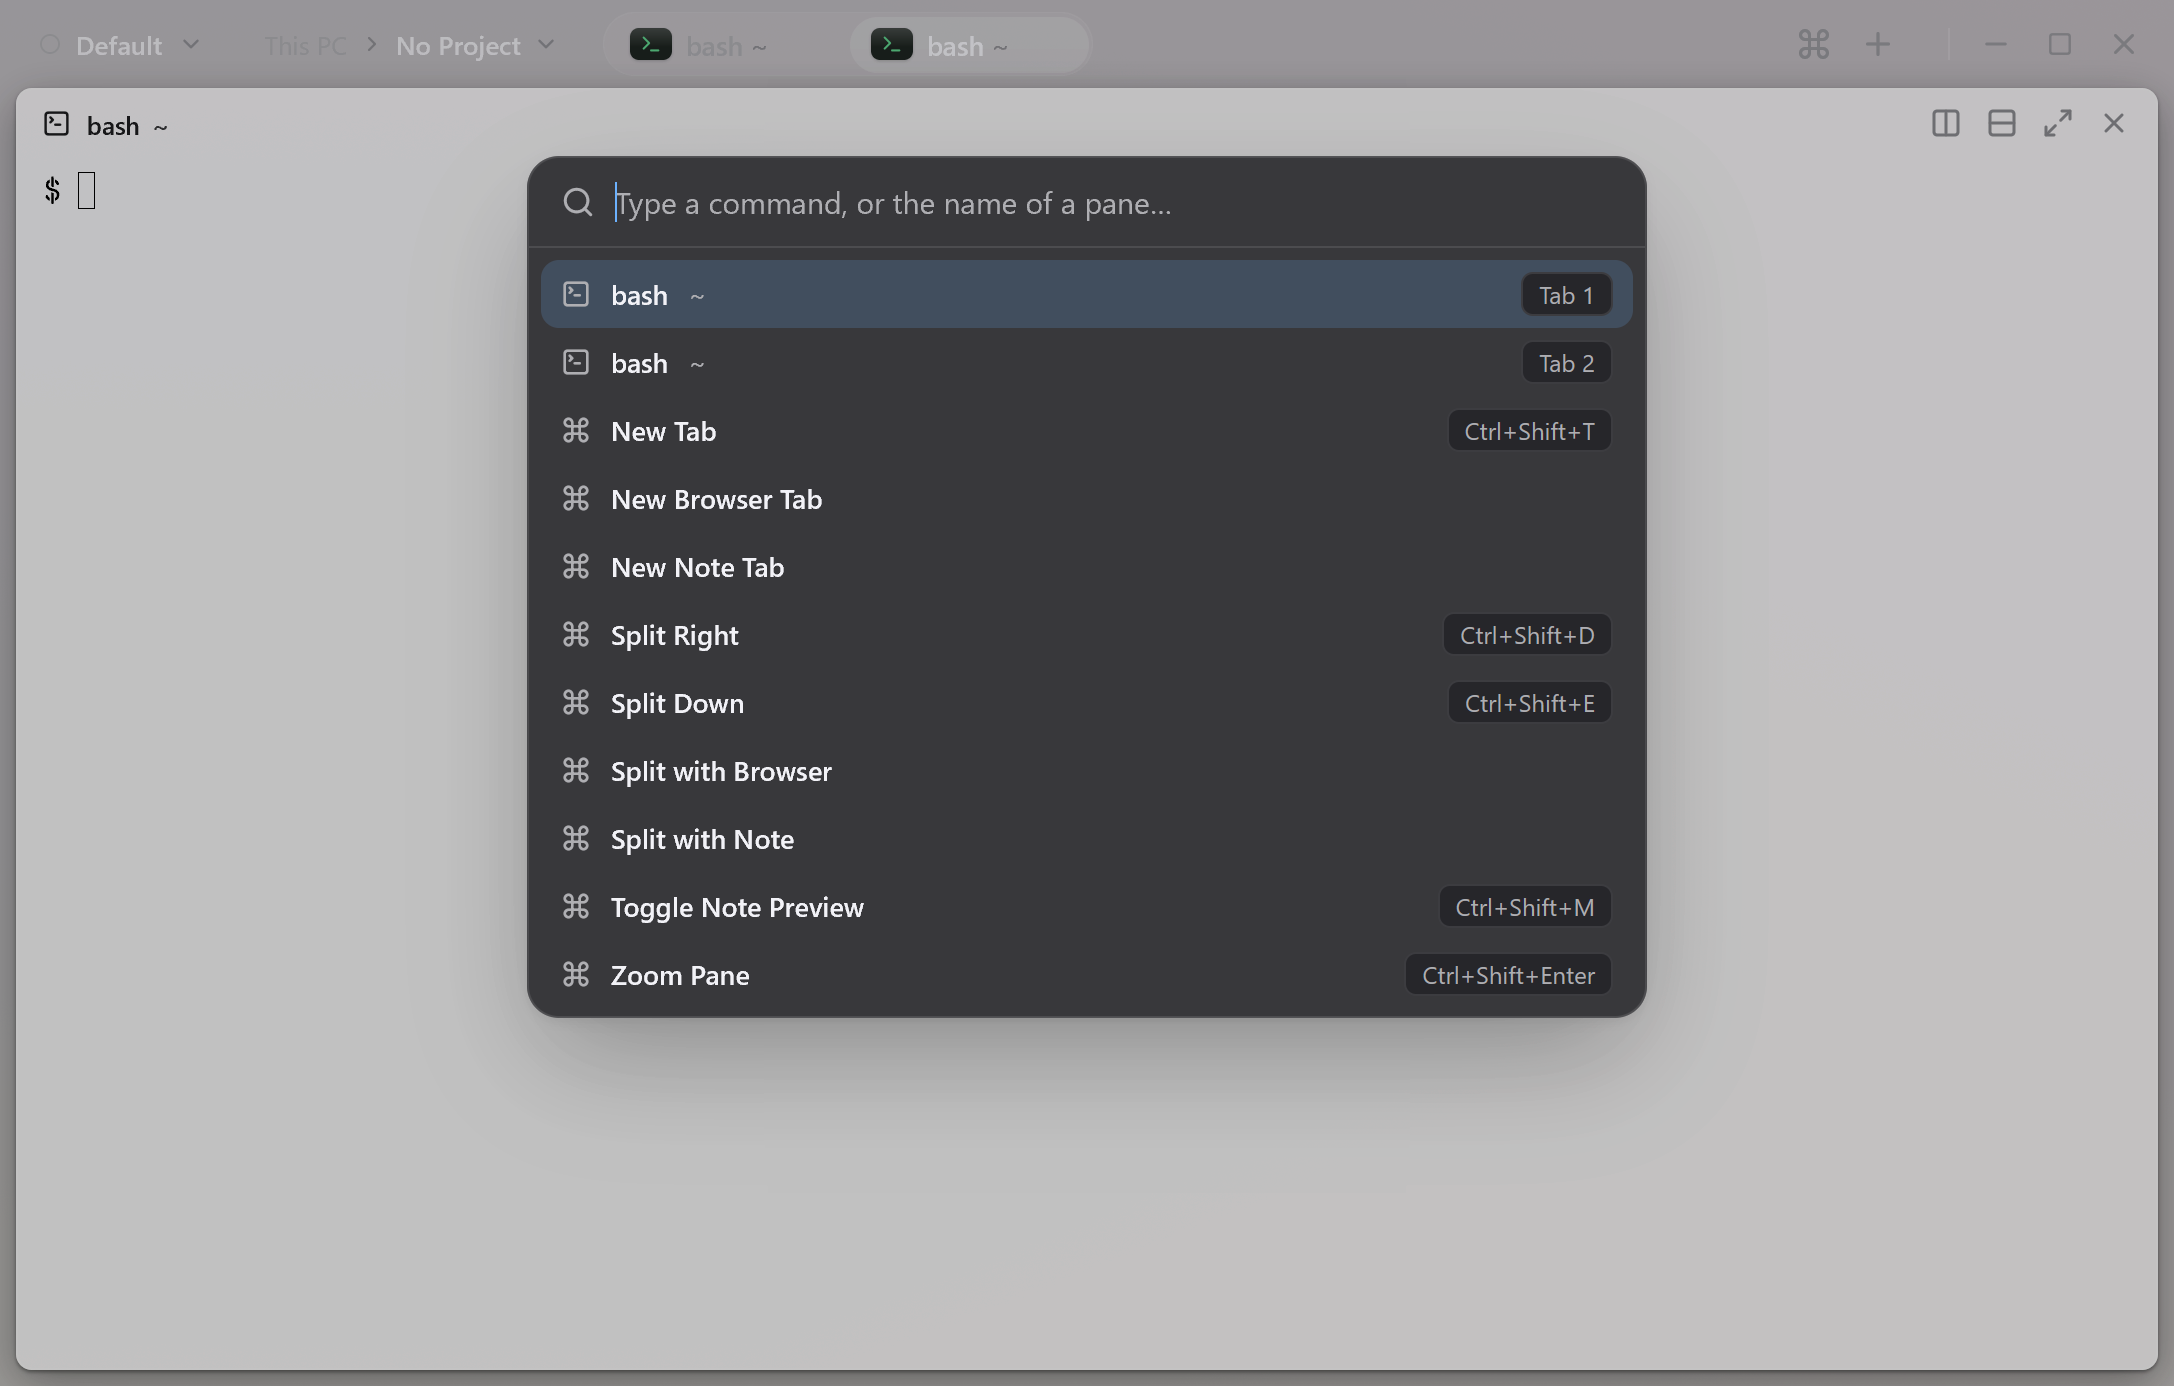 Default This PC > No Project bash ~ bash ~
bash ~
$
Type a command, or the name of a pane...
bash ~ Tab 1
bash ~ Tab 2
New Tab Ctrl+Shift+T
New Browser Tab
New Note Tab
Split Right Ctrl+Shift+D
Split Down Ctrl+Shift+E
Split with Browser
Split with Note
Toggle Note Preview Ctrl+Shift+M
Zoom Pane Ctrl+Shift+Enter